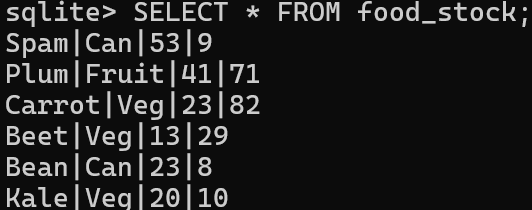 sqlite> SELECT * FROM food_stock;
Spam|Can|53|9
Plum|Fruit|41|71
Carrot|Veg|23|82
Beet|Veg|13|29
Bean|Can|23|8
Kale|Veg|20|10